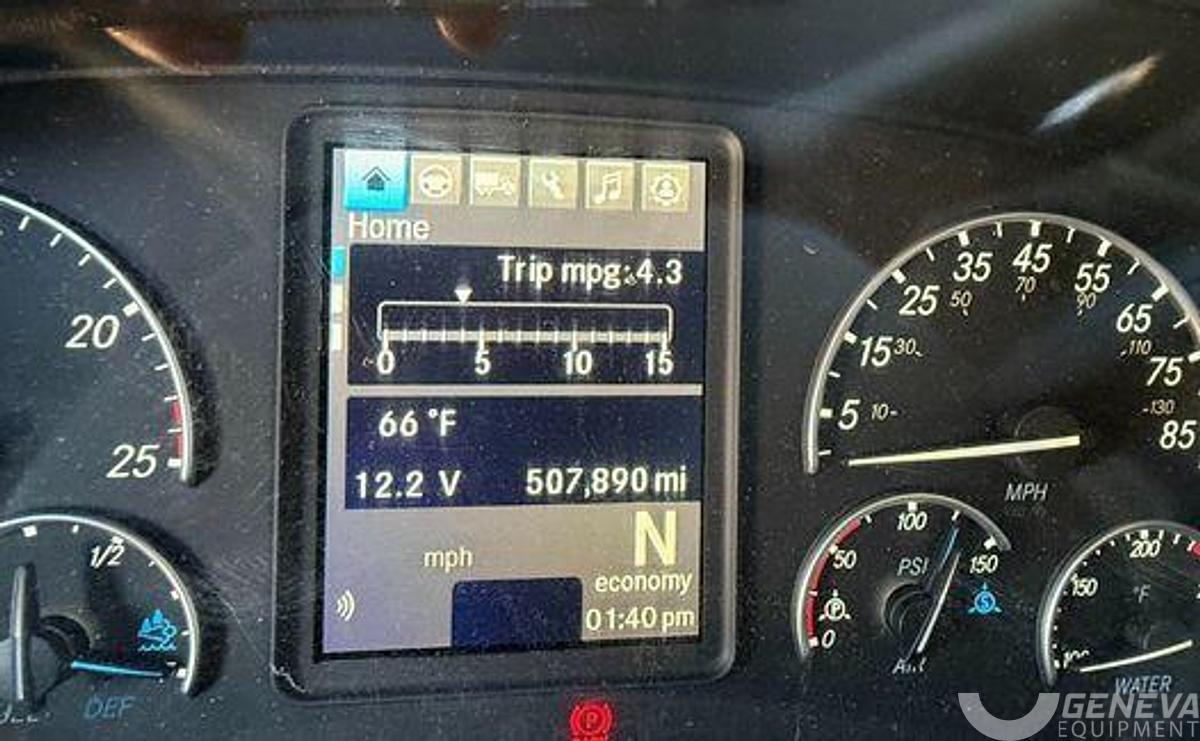 Home
Trip mpg: 4.3
0 5 10 15
66 °F
12.2 V 507,890 mi
N
mph
economy
01:40 pm
20
25
1/2
DEF
5 15 25 35 45 55 65 75 85
10 30 50 70 90 110 130
MPH
0 50 100 150
PSI
P
S
AIR
150 200
°F
WATER
P
GENEVA
EQUIPMENT